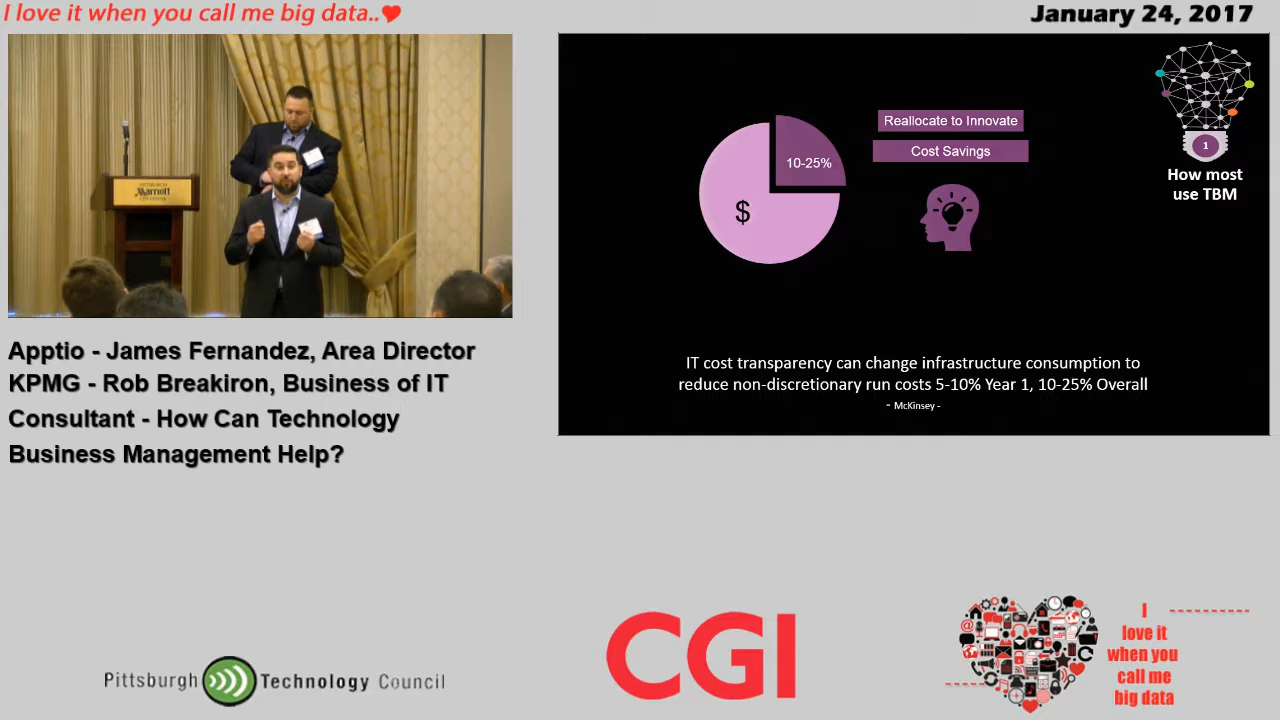 I love it when you call me big data..
January 24, 2017
PITTSBURGH
Marriott
Apptio - James Fernandez, Area Director
KPMG - Rob Breakiron, Business of IT
Consultant - How Can Technology
Business Management Help?
10-25%
$
Reallocate to Innovate
Cost Savings
1
How most
use TBM
IT cost transparency can change infrastructure consumption to
reduce non-discretionary run costs 5-10% Year 1, 10-25% Overall
- McKinsey -
Pittsburgh Technology Council
CGI
I
love it
when you
call me
big data